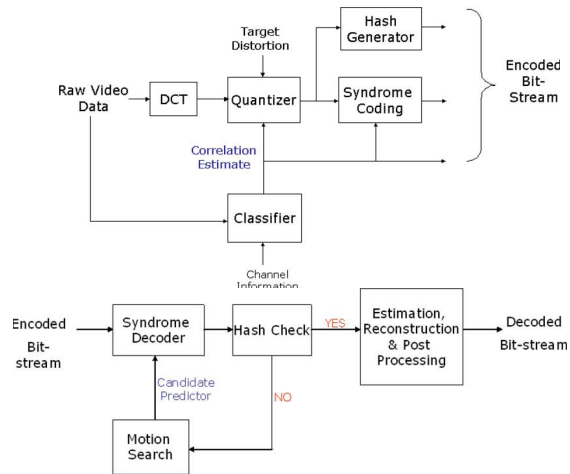 Hash
Generator
Target
Distortion
Encoded
Bit-
Stream
Raw Video
Data
DCT
Quantizer
Syndrome
Coding
Correlation
Estimate
Classifier
Channel
Information
Encoded
Bit-
stream
Syndrome
Decoder
Hash Check
YES
Estimation,
Reconstruction
& Post
Processing
Decoded
Bit-stream
Candidate
Predictor
NO
Motion
Search